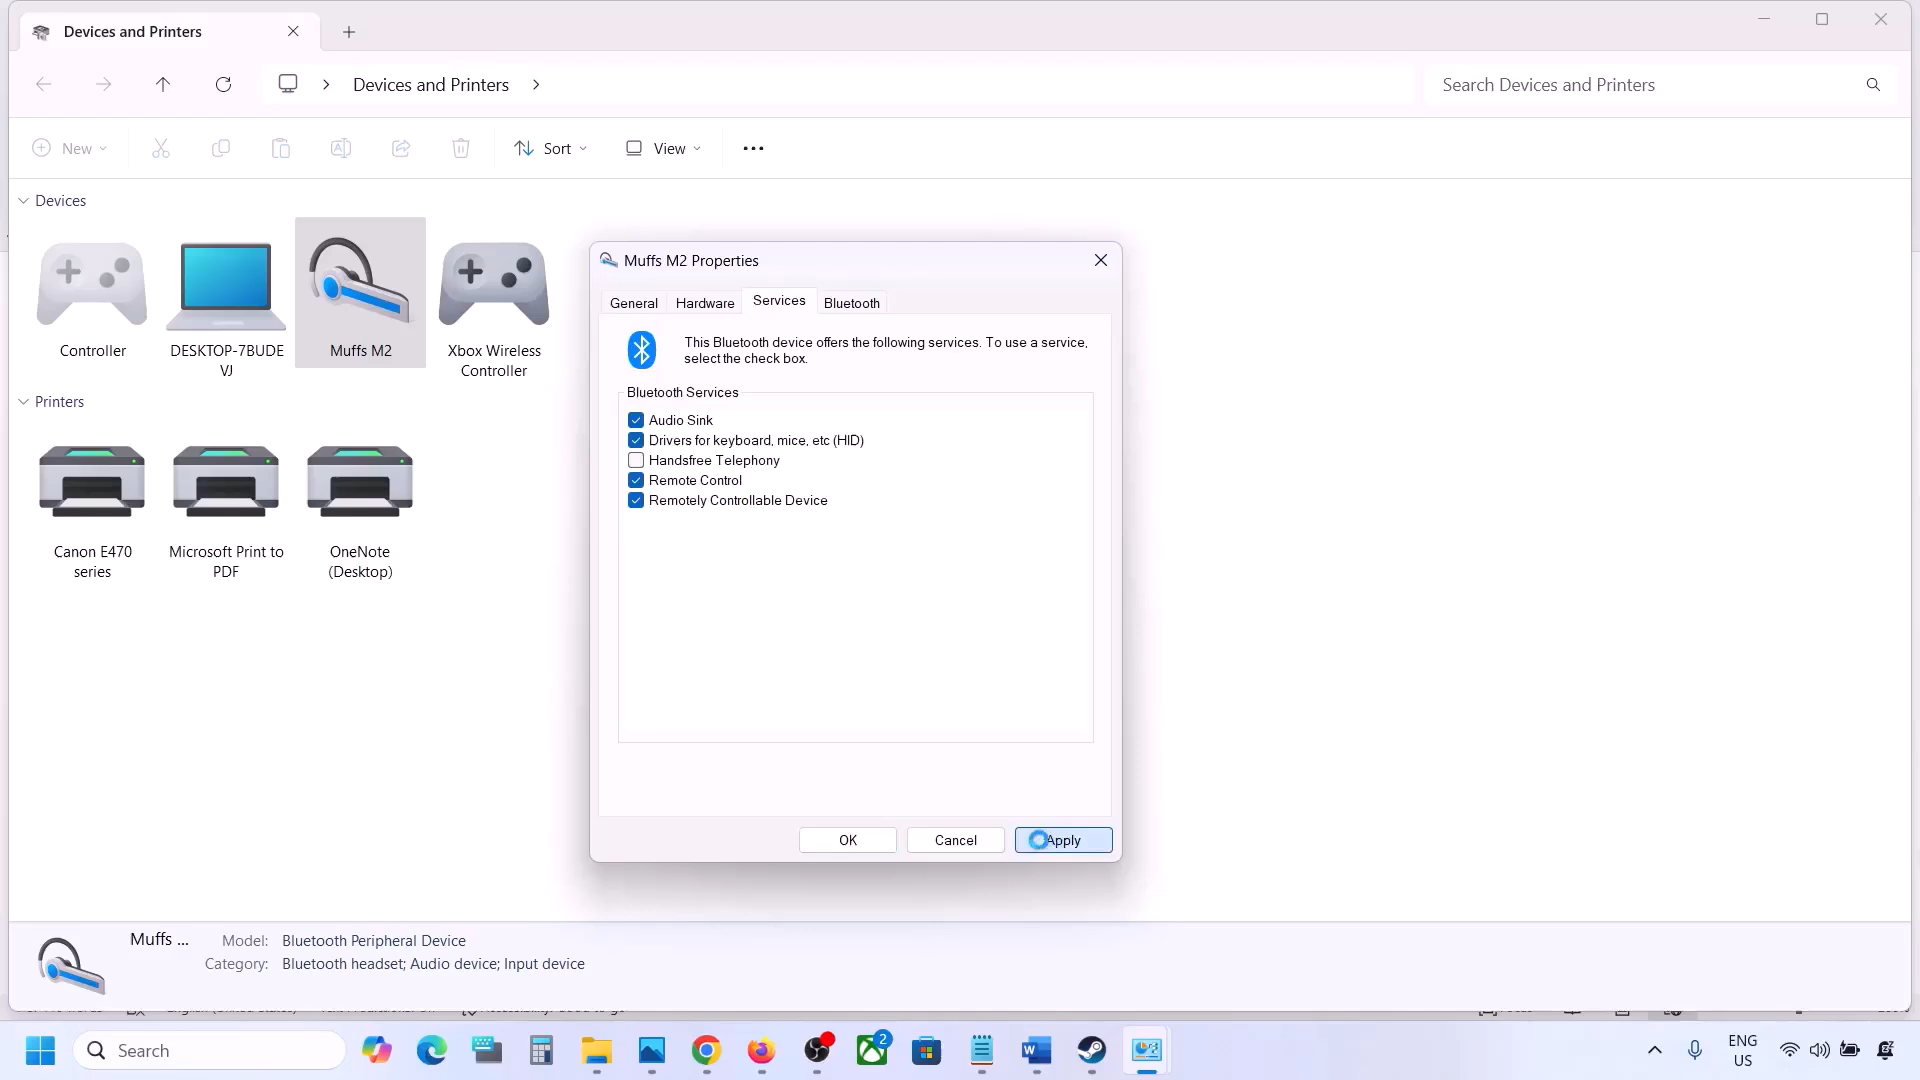 Devices and Printers
Devices and Printers
Search Devices and Printers
New
Sort
View
Devices
Controller
DESKTOP-7BUDE
VJ
Muffs M2
Xbox Wireless
Controller
Printers
Canon E470
series
Microsoft Print to
PDF
OneNote
(Desktop)
Muffs M2 Properties
General
Hardware
Services
Bluetooth
This Bluetooth device offers the following services. To use a service,
select the check box.
Bluetooth Services
Audio Sink
Drivers for keyboard, mice, etc (HID)
Handsfree Telephony
Remote Control
Remotely Controllable Device
OK
Cancel
Apply
Muffs ...
Model: Bluetooth Peripheral Device
Category: Bluetooth headset; Audio device; Input device
Search
2
ENG
US